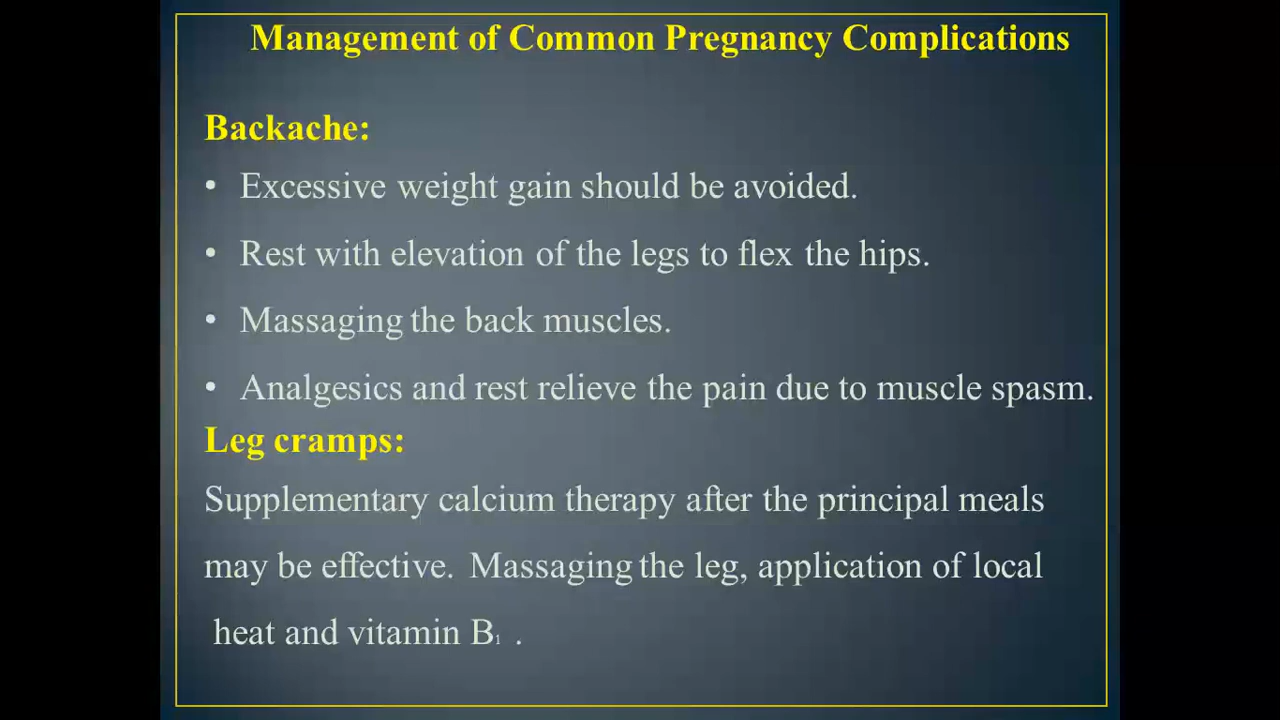 Management of Common Pregnancy Complications
Backache:
• Excessive weight gain should be avoided.
• Rest with elevation of the legs to flex the hips.
• Massaging the back muscles.
• Analgesics and rest relieve the pain due to muscle spasm.
Leg cramps:
Supplementary calcium therapy after the principal meals
may be effective. Massaging the leg, application of local
heat and vitamin B₁ .